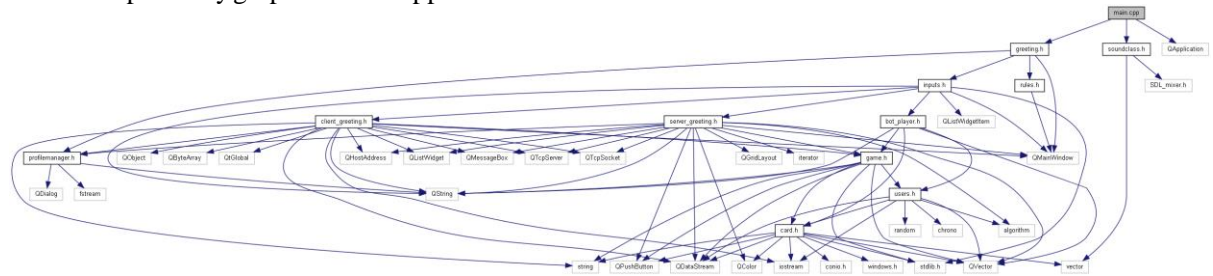 main.cpp
greeting.h
soundclass.h
QApplication
inputs.h
rules.h
SDL_mixer.h
client_greeting.h
server_greeting.h
bot_player.h
QListWidgetItem
profilemanager.h
QObject
QByteArray
QtGlobal
QHostAddress
QListWidget
QMessageBox
QTcpServer
QTcpSocket
QGridLayout
iterator
game.h
QMainWindow
QDialog
fstream
QString
users.h
card.h
random
chrono
algorithm
string
QPushButton
QDataStream
QColor
iostream
conio.h
windows.h
stdlib.h
QVector
vector